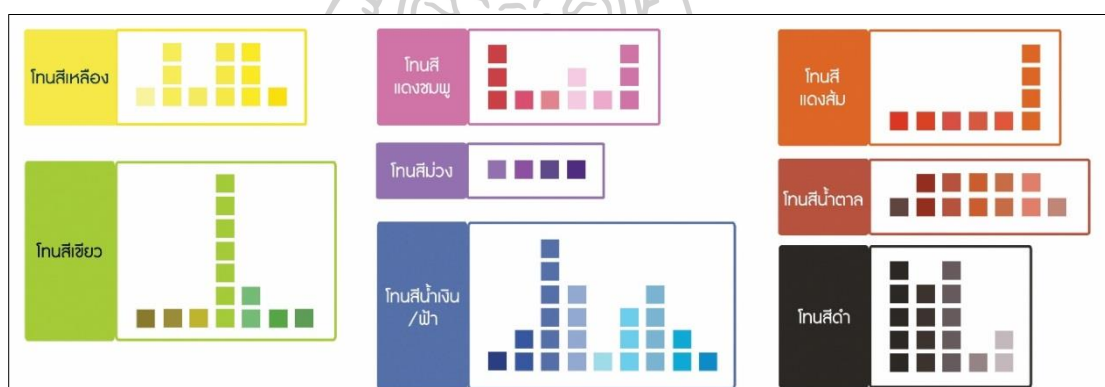 โทนสีเหลือง
โทนสี
แดงชมพู
โทนสี
แดงส้ม
โทนสีม่วง
โทนสีน้ำตาล
โทนสีเขียว
โทนสีน้ำเงิน
/ฟ้า
โทนสีดำ